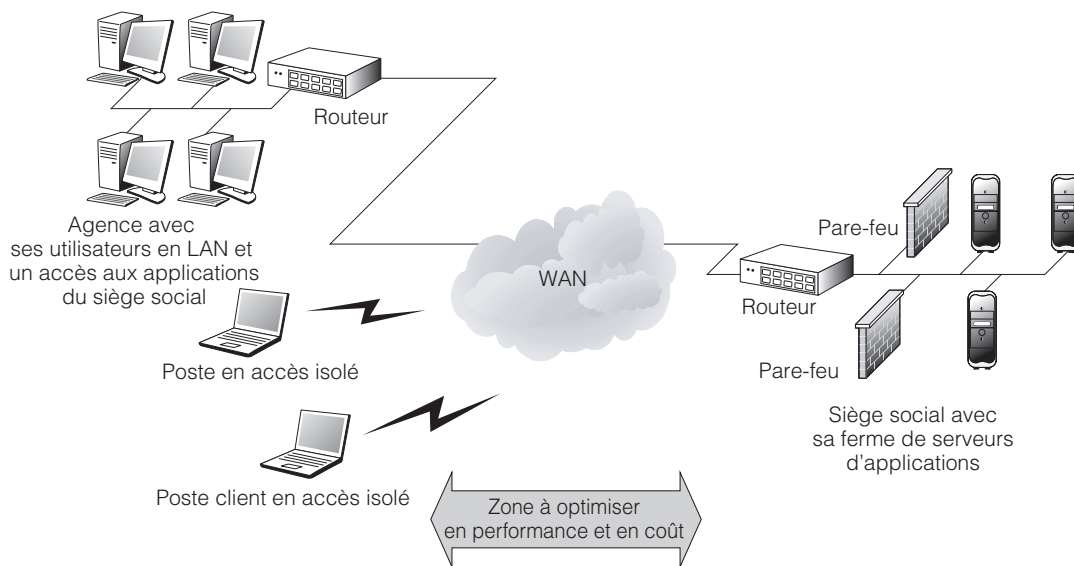 Routeur
Agence avec
ses utilisateurs en LAN et
un accès aux applications
du siège social
Poste en accès isolé
Poste client en accès isolé
WAN
Zone à optimiser
en performance et en coût
Pare-feu
Routeur
Pare-feu
Siège social avec
sa ferme de serveurs
d'applications